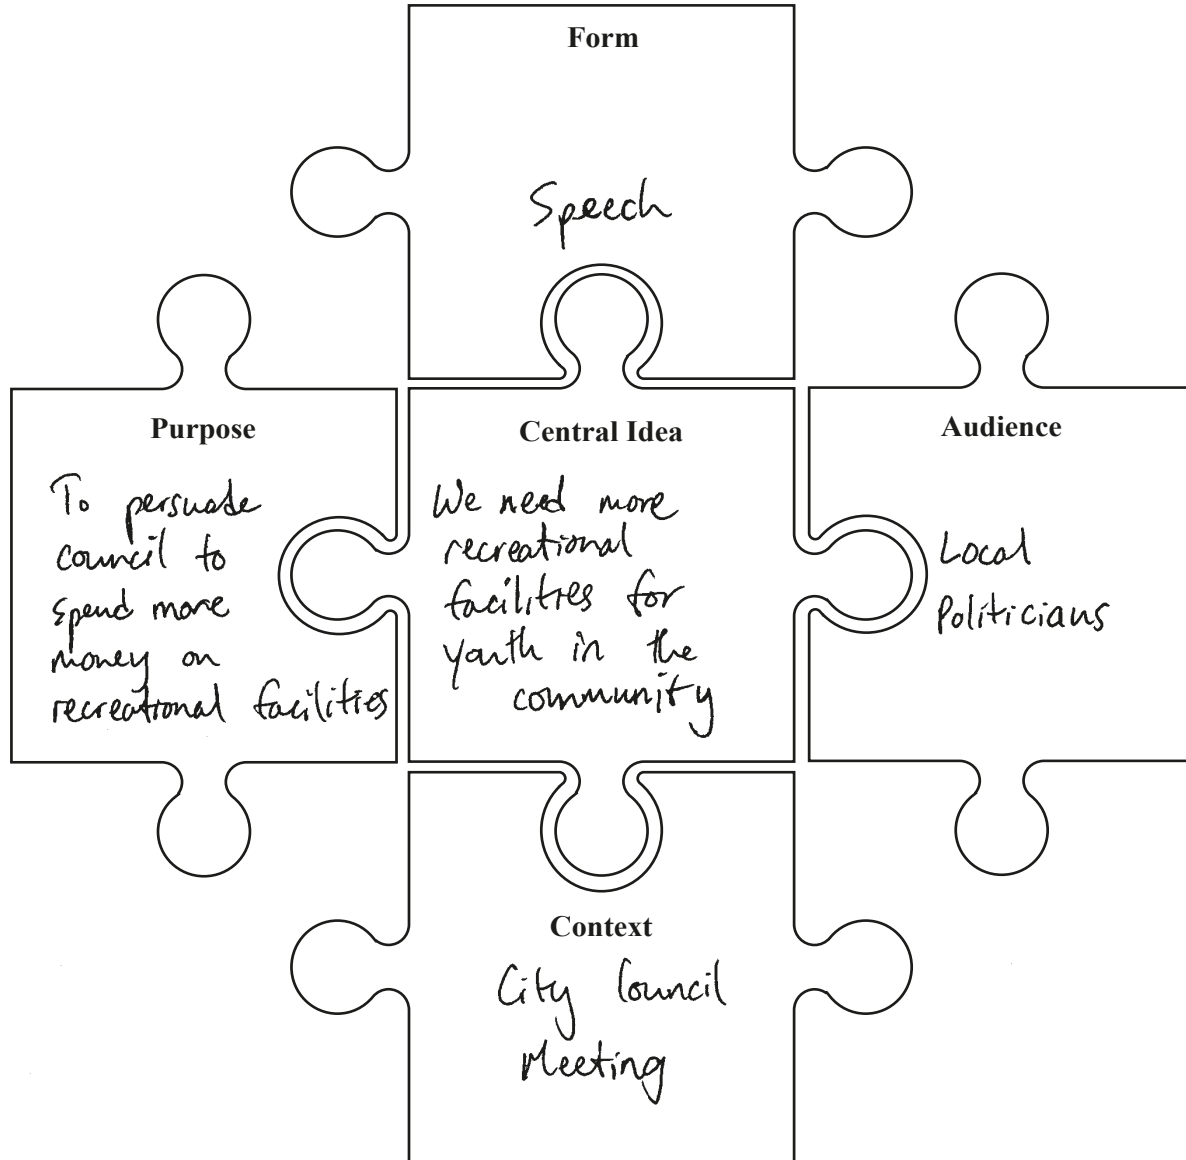 Form
Speech
Purpose
To persuade
council to
spend more
money on
recreational facilities
Central Idea
We need more
recreational
facilities for
youth in the
community
Audience
Local
Politicians
Context
City Council
Meeting